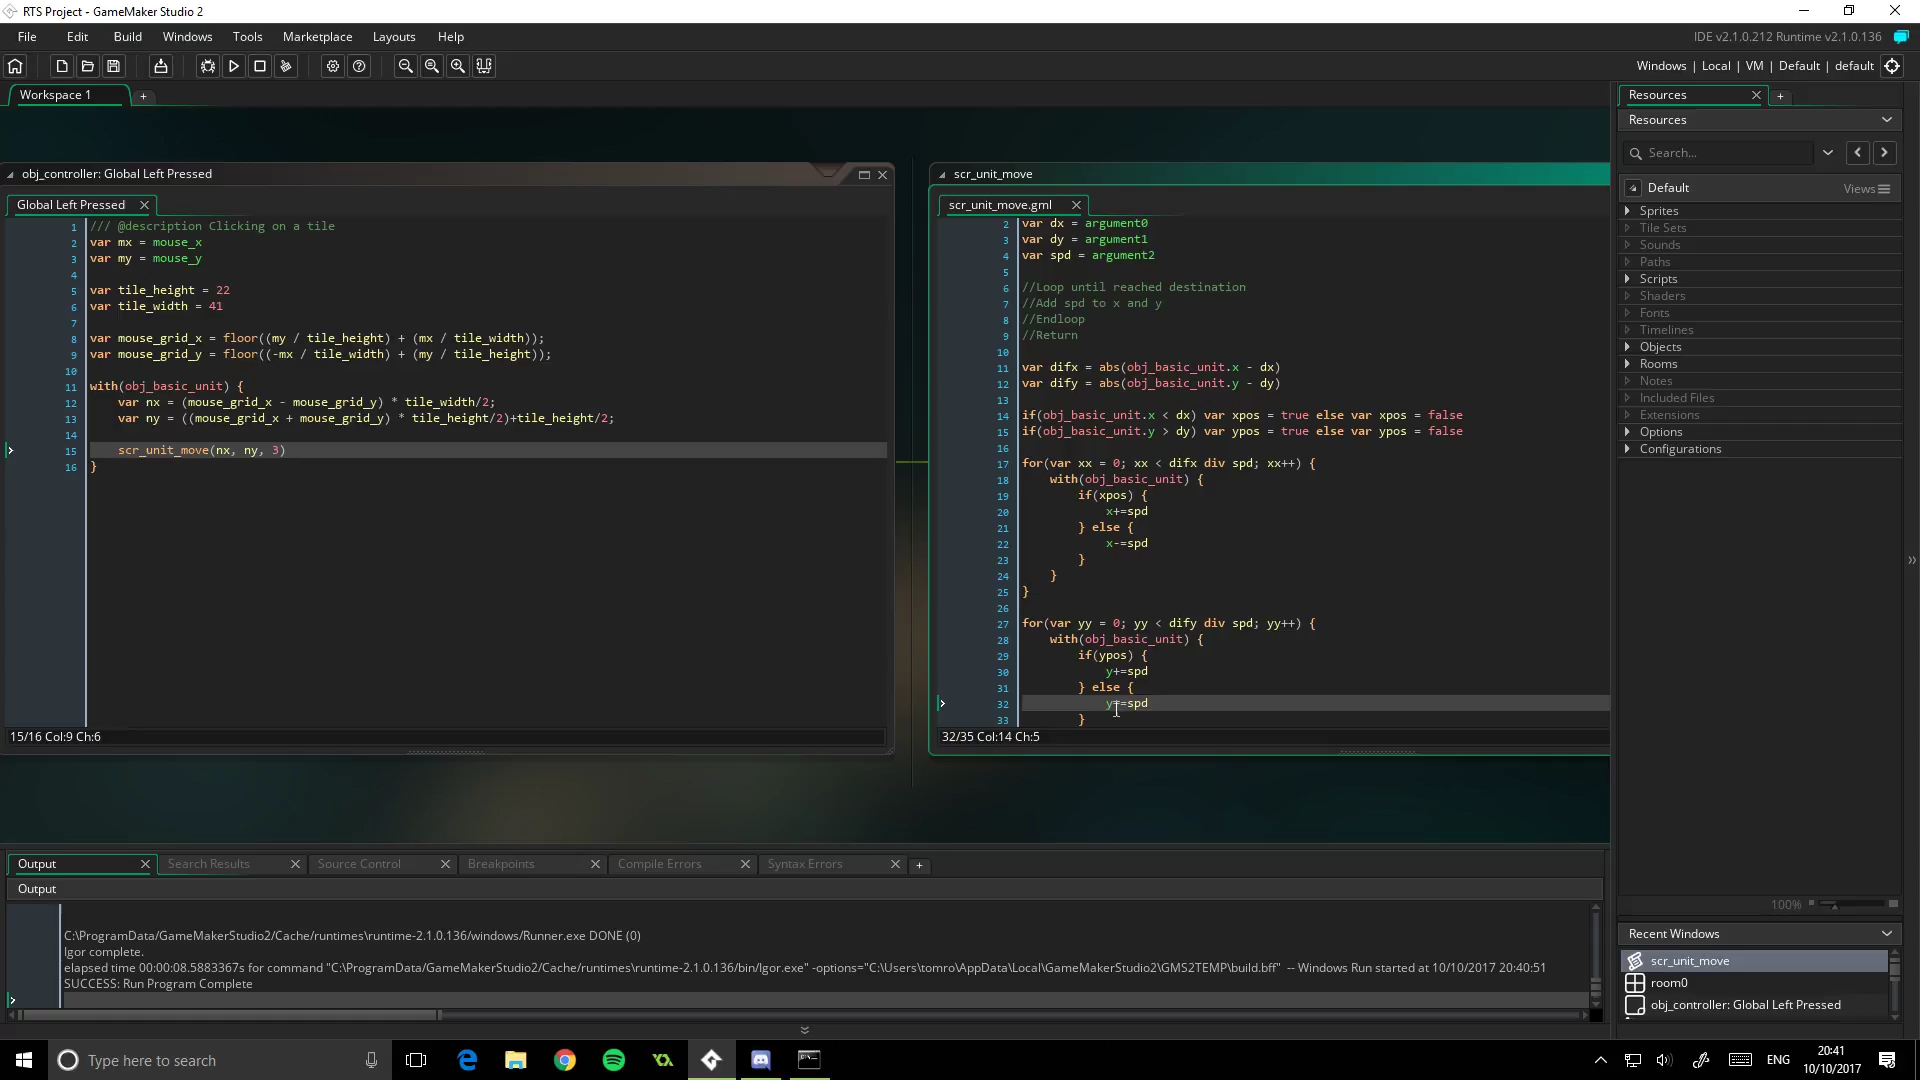 RTS Project - GameMaker Studio 2
File Edit Build Windows Tools Marketplace Layouts Help
IDE v2.1.0.212 Runtime v2.1.0.136
Windows | Local | VM | Default | default
Workspace 1
obj_controller: Global Left Pressed
Global Left Pressed
1 /// @description Clicking on a tile
2 var mx = mouse_x
3 var my = mouse_y
4
5 var tile_height = 22
6 var tile_width = 41
7
8 var mouse_grid_x = floor((my / tile_height) + (mx / tile_width));
9 var mouse_grid_y = floor((-mx / tile_width) + (my / tile_height));
10
11 with(obj_basic_unit) {
12 var nx = (mouse_grid_x - mouse_grid_y) * tile_width/2;
13 var ny = ((mouse_grid_x + mouse_grid_y) * tile_height/2)+tile_height/2;
14
15 scr_unit_move(nx, ny, 3)
16 }
15/16 Col:9 Ch:6
scr_unit_move
scr_unit_move.gml
2 var dx = argument0
3 var dy = argument1
4 var spd = argument2
5
6 //Loop until reached destination
7 //Add spd to x and y
8 //Endloop
9 //Return
10
11 var difx = abs(obj_basic_unit.x - dx)
12 var dify = abs(obj_basic_unit.y - dy)
13
14 if(obj_basic_unit.x < dx) var xpos = true else var xpos = false
15 if(obj_basic_unit.y > dy) var ypos = true else var ypos = false
16
17 for(var xx = 0; xx < difx div spd; xx++) {
18 with(obj_basic_unit) {
19 if(xpos) {
20 x+=spd
21 } else {
22 x-=spd
23 }
24 }
25 }
26
27 for(var yy = 0; yy < dify div spd; yy++) {
28 with(obj_basic_unit) {
29 if(ypos) {
30 y+=spd
31 } else {
32
33 }
32/35 Col:14 Ch:5
Resources
Resources
Search...
Default Views
Sprites
Tile Sets
Sounds
Paths
Scripts
Shaders
Fonts
Timelines
Objects
Rooms
Notes
Included Files
Extensions
Options
Configurations
100%
Recent Windows
scr_unit_move
room0
obj_controller: Global Left Pressed
Output Search Results Source Control Breakpoints Compile Errors Syntax Errors
Output
C:\ProgramData/GameMakerStudio2/Cache/runtimes\runtime-2.1.0.136/windows/Runner.exe DONE (0)
Igor complete.
elapsed time 00:00:08.5883367s for command "C:\ProgramData/GameMakerStudio2/Cache/runtimes\runtime-2.1.0.136/bin/Igor.exe" -options="C:\Users\tomro\AppData\Local\GameMakerStudio2\GMS2TEMP\build.bff" -- Windows Run started at 10/10/2017 20:40:51
SUCCESS: Run Program Complete
Type here to search
ENG
20:41
10/10/2017